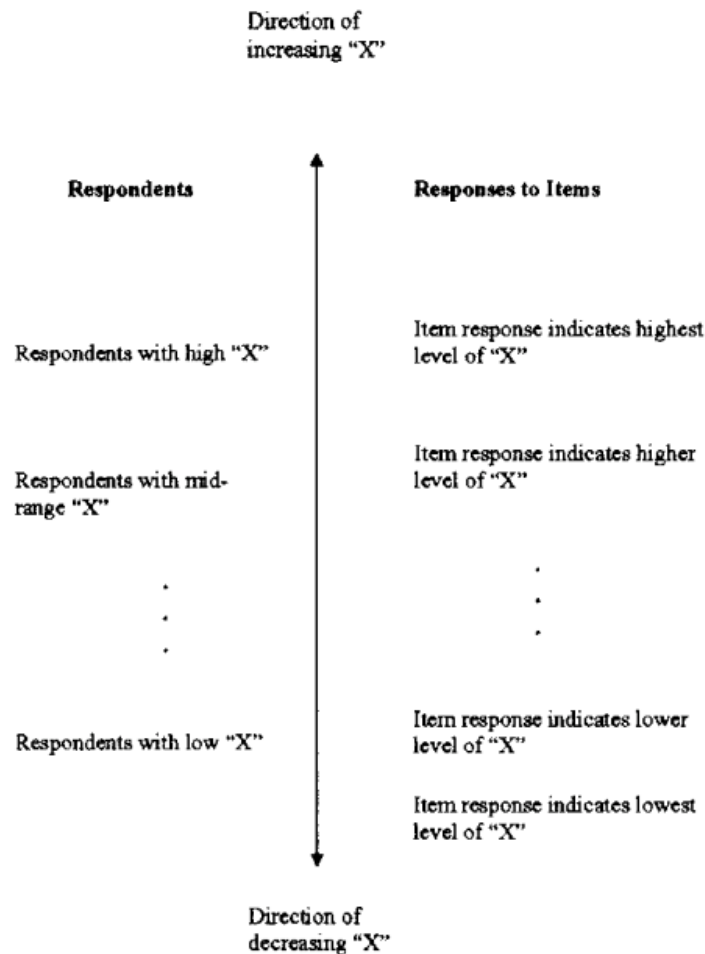 Direction of
increasing “X”
Respondents
Responses to Items
Respondents with high “X”
Item response indicates highest
level of “X”
Respondents with mid-
range “X”
Item response indicates higher
level of “X”
.
.
.
.
.
.
Respondents with low “X”
Item response indicates lower
level of “X”
Item response indicates lowest
level of “X”
Direction of
decreasing “X”